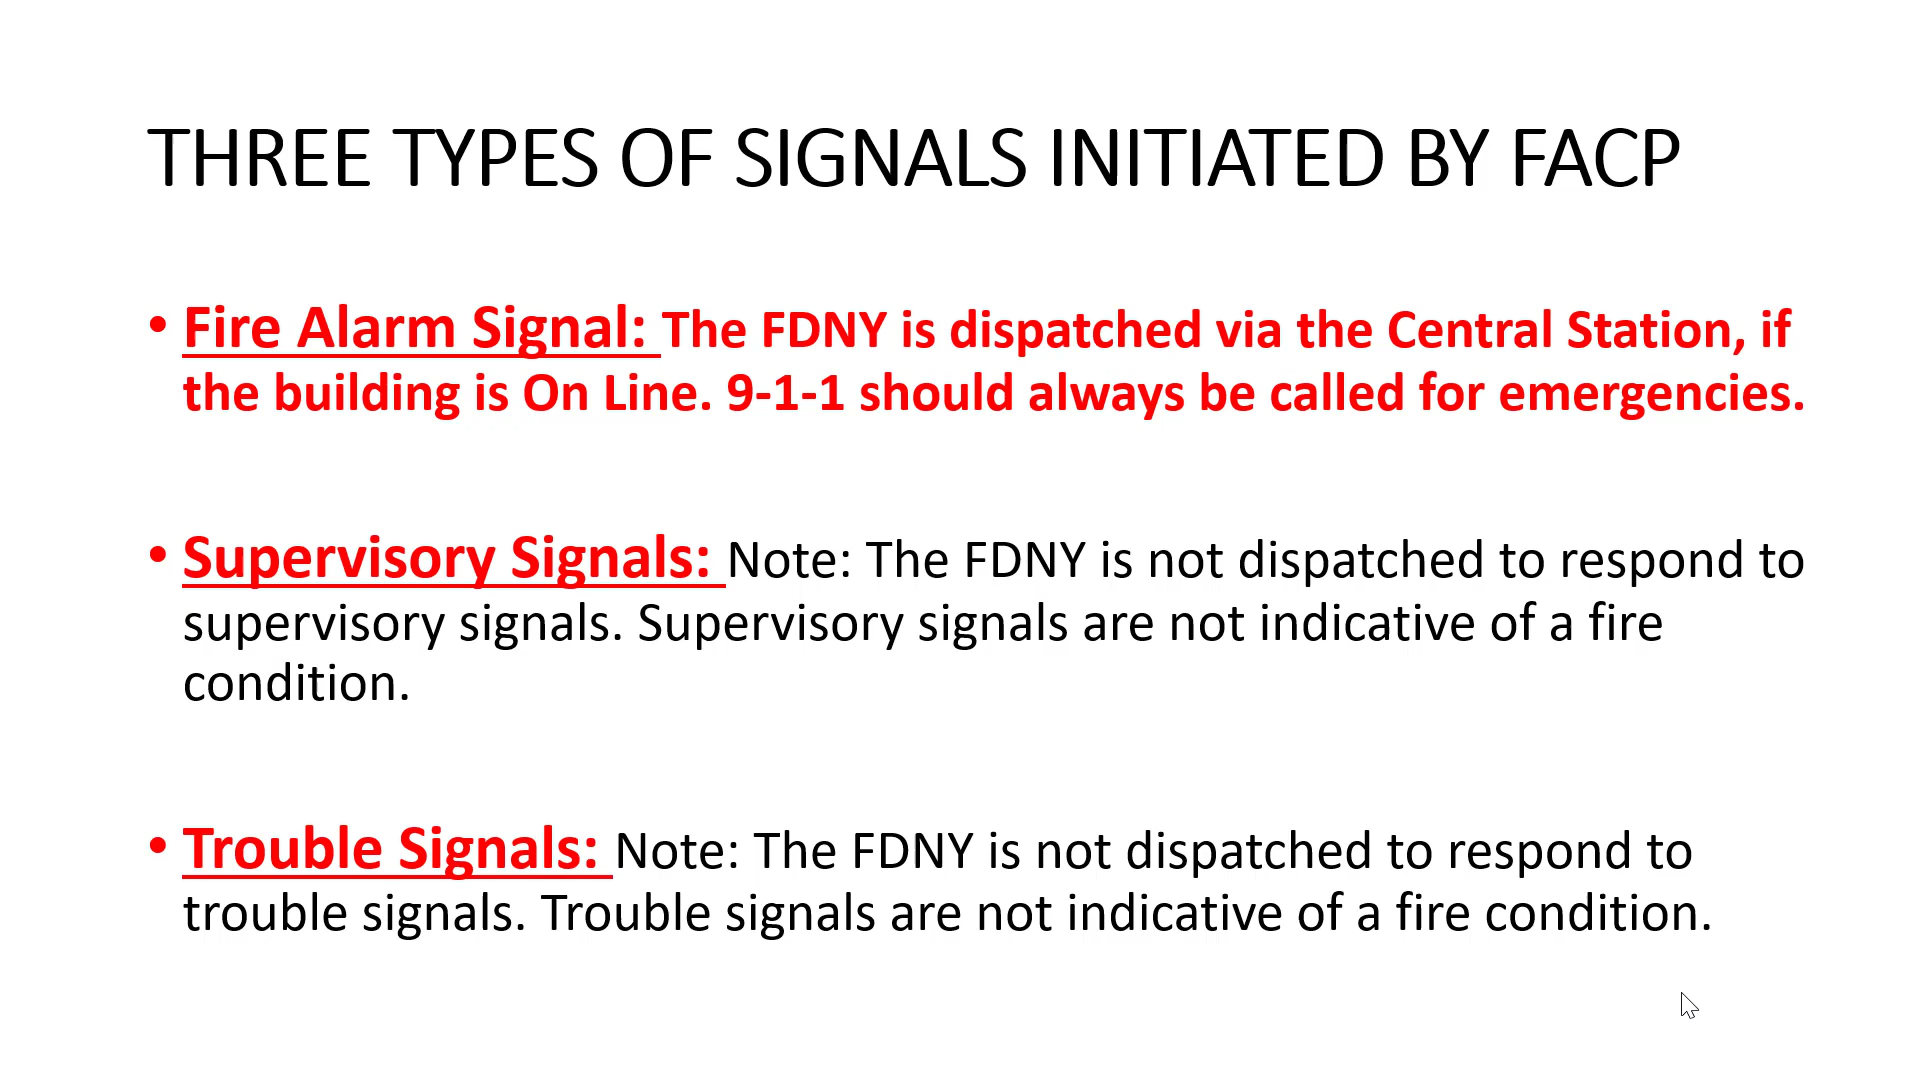 THREE TYPES OF SIGNALS INITIATED BY FACP
• Fire Alarm Signal: The FDNY is dispatched via the Central Station, if
the building is On Line. 9-1-1 should always be called for emergencies.
• Supervisory Signals: Note: The FDNY is not dispatched to respond to
supervisory signals. Supervisory signals are not indicative of a fire
condition.
• Trouble Signals: Note: The FDNY is not dispatched to respond to
trouble signals. Trouble signals are not indicative of a fire condition.